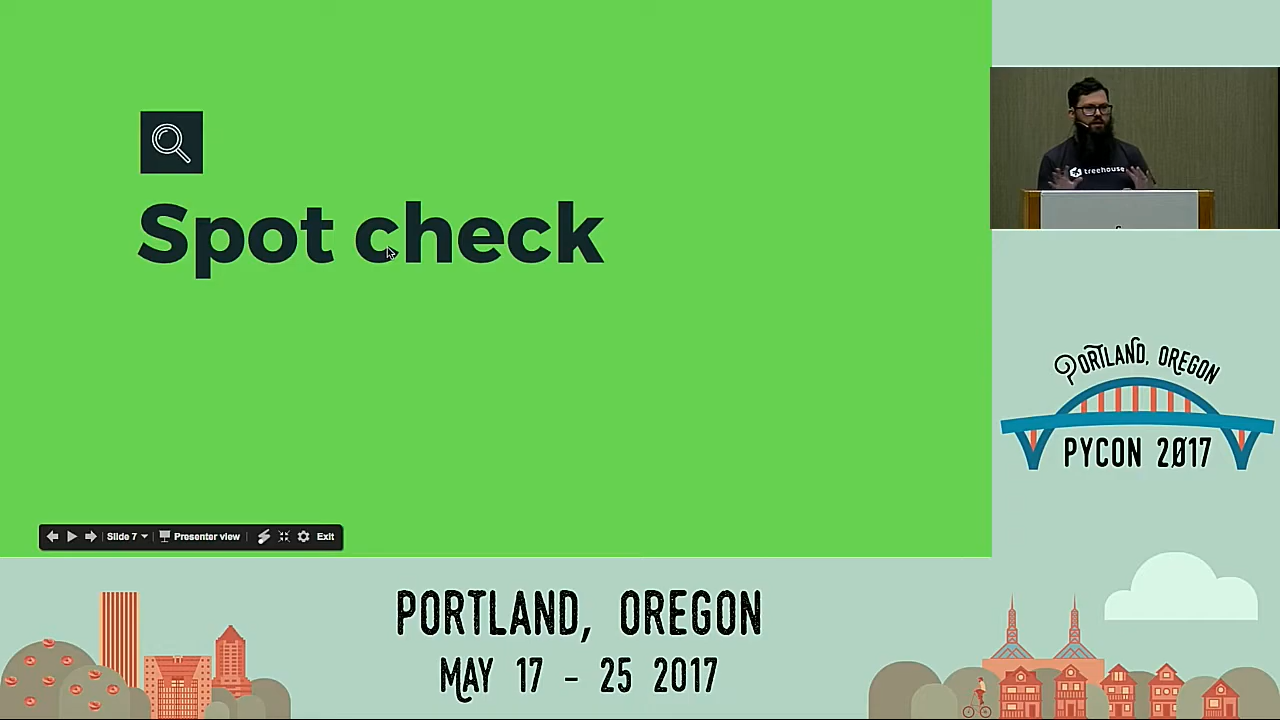 Spot check
Slide 7
Presenter view
Exit
treehouse
PORTLAND, OREGON
PYCON 2017
PORTLAND, OREGON
MAY 17 - 25 2017